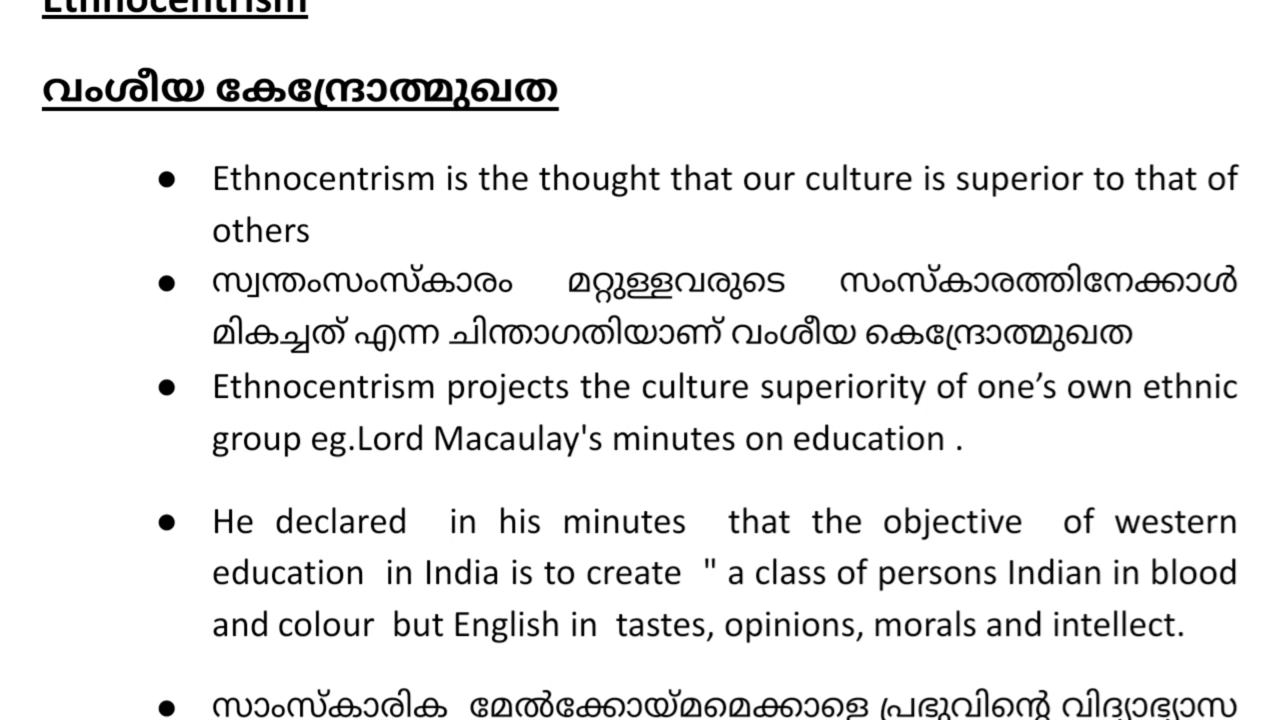 Ethnocentrism
വംശീയ കേന്ദ്രോത്മുഖത
● Ethnocentrism is the thought that our culture is superior to that of
others
● സ്വന്തംസംസ്കാരം മറ്റുള്ളവരുടെ സംസ്കാരത്തിനേക്കാൾ
മികച്ചത് എന്ന ചിന്താഗതിയാണ് വംശീയ കെന്ദ്രോത്മുഖത
● Ethnocentrism projects the culture superiority of one’s own ethnic
group eg.Lord Macaulay's minutes on education .
● He declared in his minutes that the objective of western
education in India is to create " a class of persons Indian in blood
and colour but English in tastes, opinions, morals and intellect.
● സാംസ്കാരിക മേൽക്കോയ്മമെക്കാളെ പ്രഭുവിന്റെ വിദ്യാഭ്യാസ